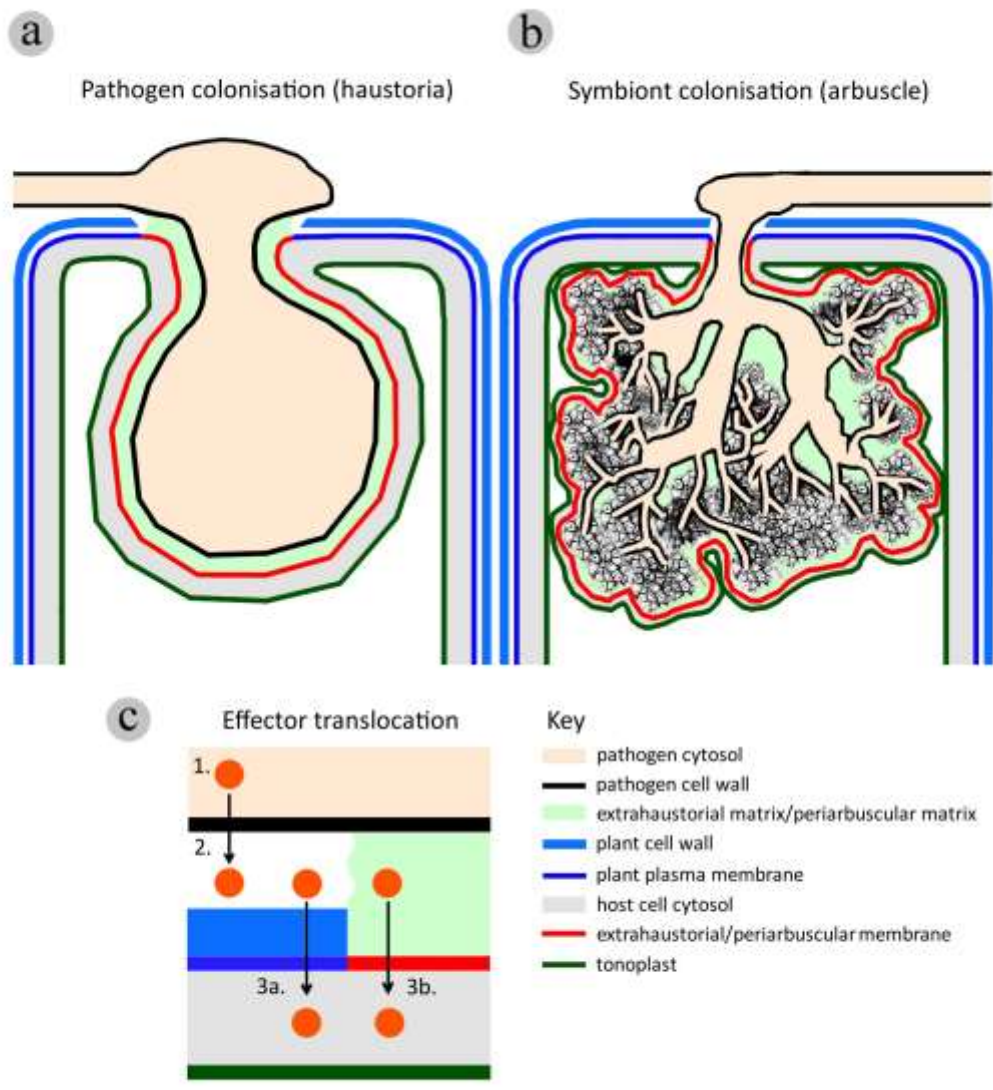 a
b
Pathogen colonisation (haustoria)
Symbiont colonisation (arbuscle)
c
Effector translocation
Key
1.
2.
3a.
3b.
pathogen cytosol
pathogen cell wall
extrahaustorial matrix/periarbuscular matrix
plant cell wall
plant plasma membrane
host cell cytosol
extrahaustorial/periarbuscular membrane
tonoplast